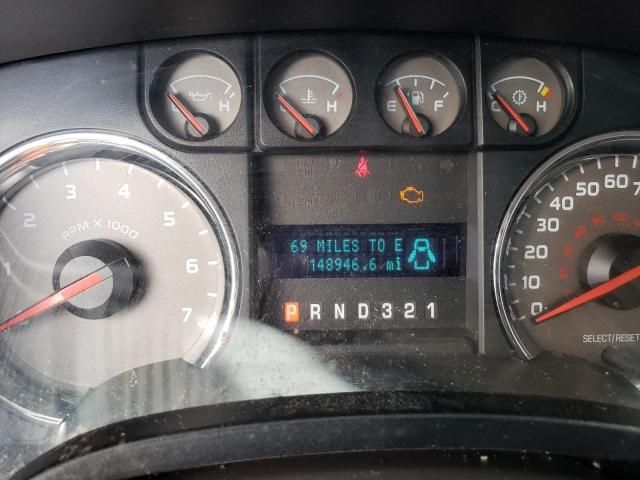 H
H
E F
C H
1 2 3 4 5 6 7
RPM X 1000
69 MILES TO E
148946.6 mi
P R N D 3 2 1
0 10 20 30 40 50 60 70
SELECT/RESET